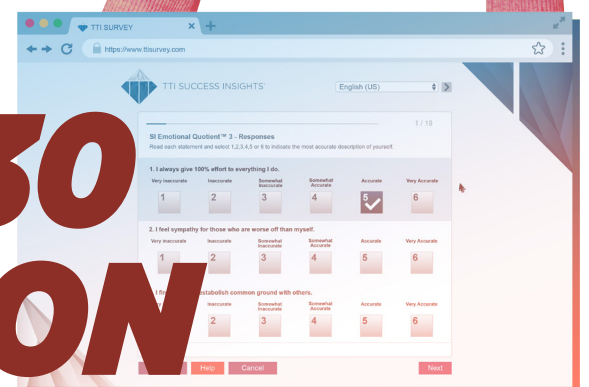 TTI SURVEY
https://www.ttisurvey.com
TTI SUCCESS INSIGHTS
English (US)
1 / 15
SI Emotional Quotient™ 3 - Responses
Read each statement and select 1,2,3,4,5 or 6 to indicate the most accurate description of yourself.
1. I always give 100% effort to everything I do.
Very Inaccurate Inaccurate Somewhat Inaccurate Somewhat Accurate Accurate Very Accurate
1 2 3 4 5 6
2. I feel sympathy for those who are worse off than myself.
Very Inaccurate Inaccurate Somewhat Inaccurate Somewhat Accurate Accurate Very Accurate
1 2 3 4 5 6
establish common ground with others.
Inaccurate Somewhat Inaccurate Somewhat Accurate Accurate Very Accurate
2 3 4 5 6
Help Cancel Next
ON